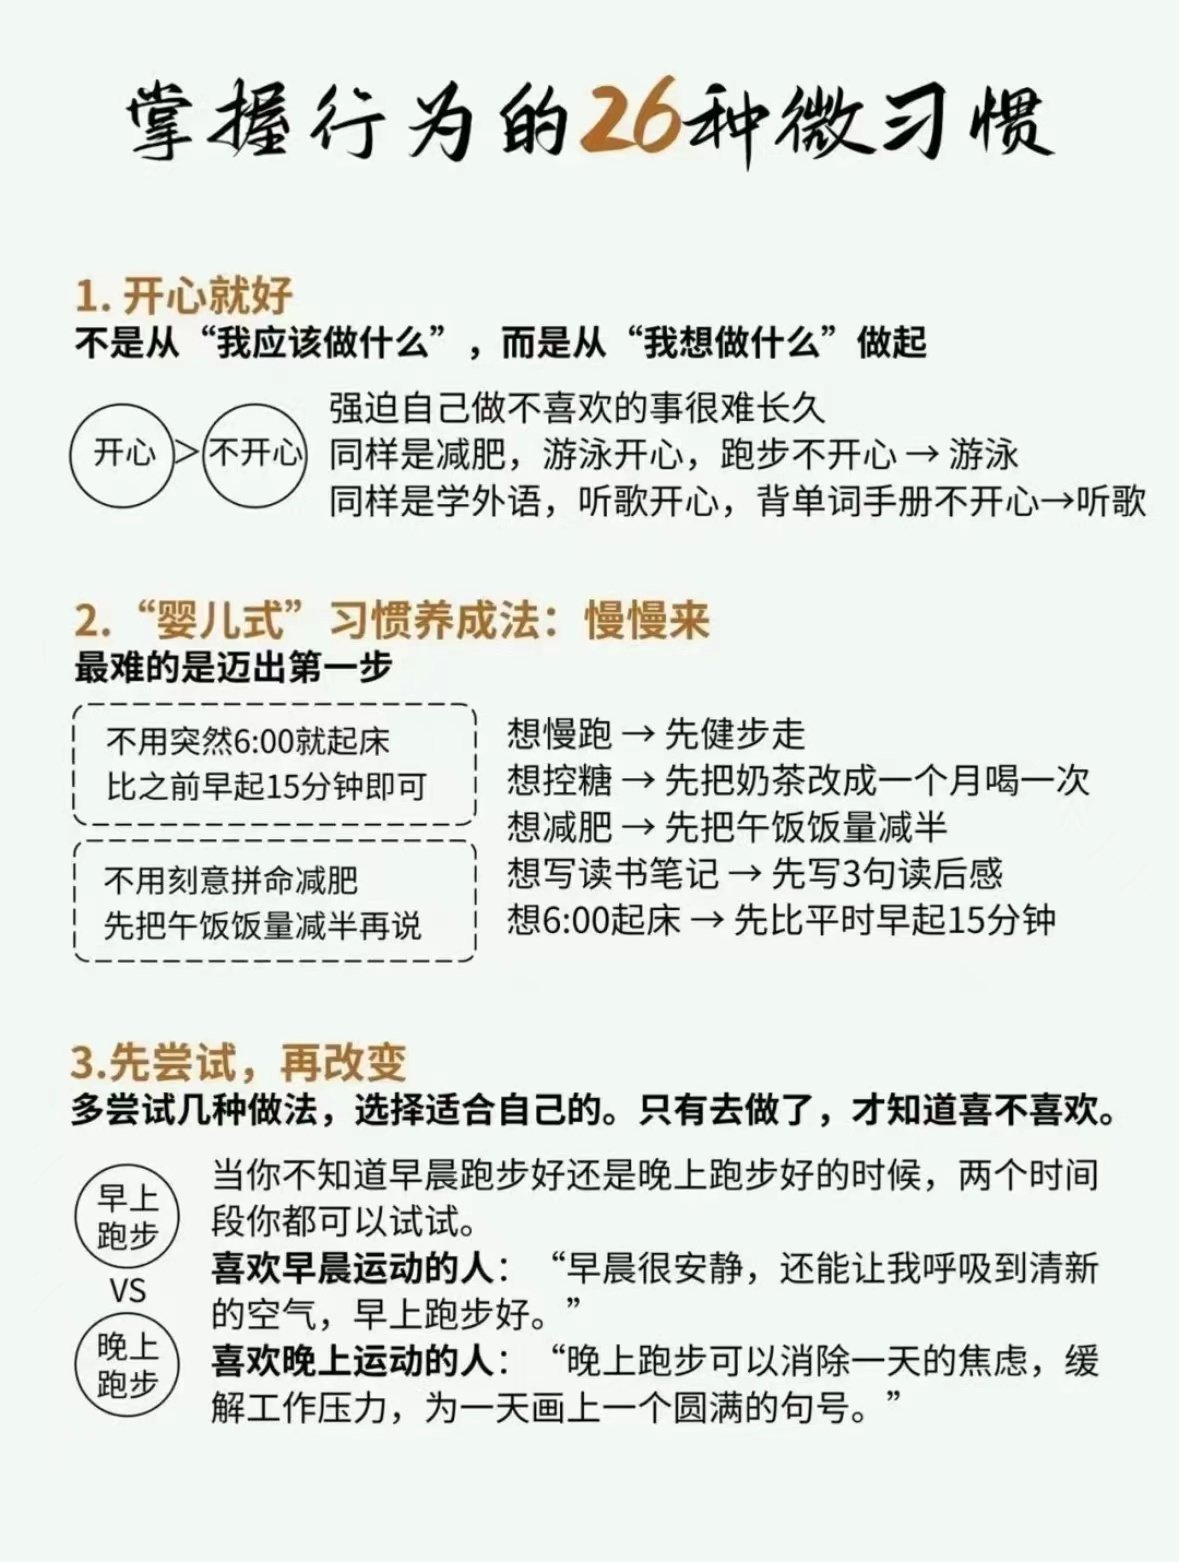 掌握行为的26种微习惯
1. 开心就好
不是从“我应该做什么”，而是从“我想做什么”做起
开心>不开心
强迫自己做不喜欢的事很难长久
同样是减肥，游泳开心，跑步不开心→游泳
同样是学外语，听歌开心，背单词手册不开心→听歌
2.“婴儿式”习惯养成法：慢慢来
最难的是迈出第一步
不用突然6:00就起床
比之前早起15分钟即可
不用刻意拼命减肥
先把午饭饭量减半再说
想慢跑→先健步走
想控糖→先把奶茶改成一个月喝一次
想减肥→先把午饭饭量减半
想写读书笔记→先写3句读后感
想6:00起床→先比平时早起15分钟
3.先尝试，再改变
多尝试几种做法，选择适合自己的。只有去做了，才知道喜不喜欢。
早上
跑步
VS
晚上
跑步
当你不知道早晨跑步好还是晚上跑步好的时候，两个时间
段你都可以试试。
喜欢早晨运动的人：“早晨很安静，还能让我呼吸到清新
的空气，早上跑步好。”
喜欢晚上运动的人：“晚上跑步可以消除一天的焦虑，缓
解工作压力，为一天画上一个圆满的句号。”